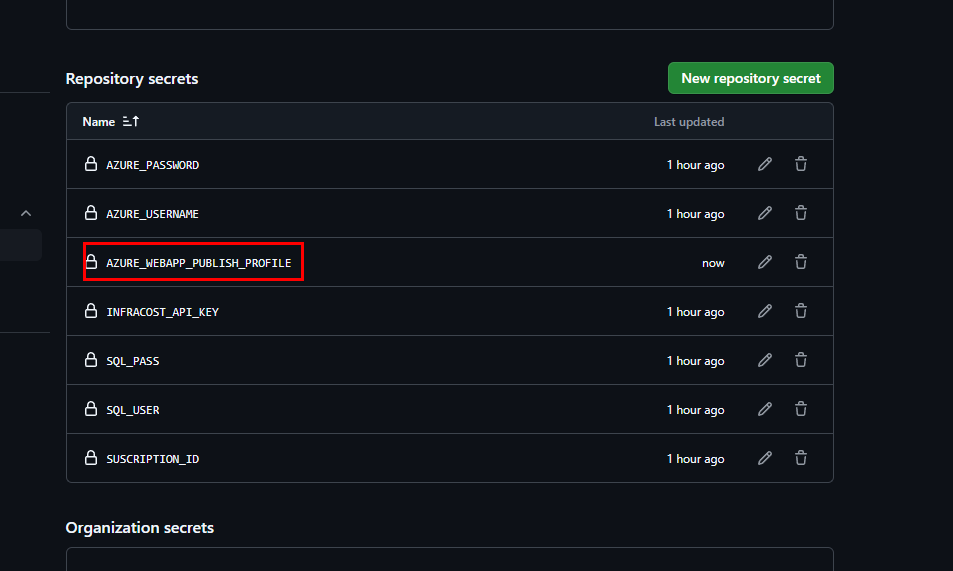 Repository secrets
New repository secret
Name
Last updated
AZURE_PASSWORD
1 hour ago
AZURE_USERNAME
1 hour ago
AZURE_WEBAPP_PUBLISH_PROFILE
now
INFRACOST_API_KEY
1 hour ago
SQL_PASS
1 hour ago
SQL_USER
1 hour ago
SUSCRIPTION_ID
1 hour ago
Organization secrets